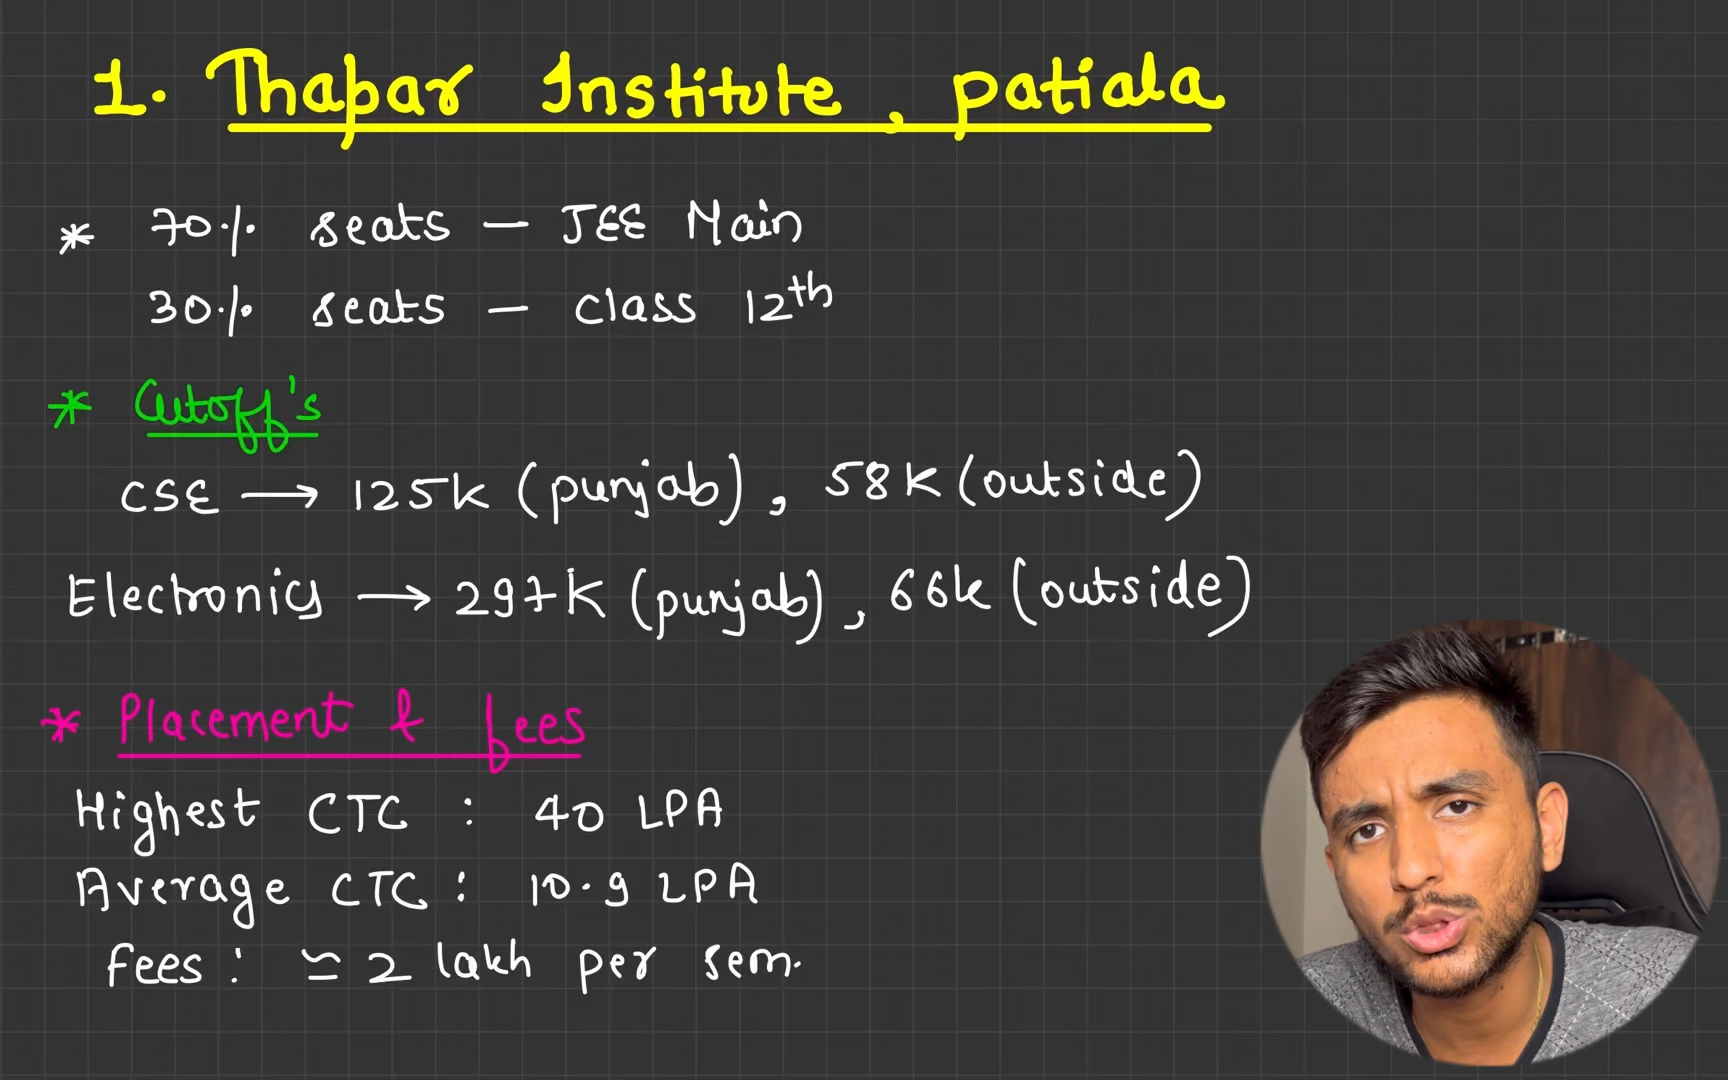 1. Thapar Institute, patiala
* 70% seats — JEE Main
30% seats — class 12th
* Cutoff's
CSE → 125K (punjab), 58K (outside)
Electronics → 297K (punjab), 66k (outside)
* Placement & fees
Highest CTC : 40 LPA
Average CTC : 10.9 LPA
fees : ≃ 2 lakh per sem.